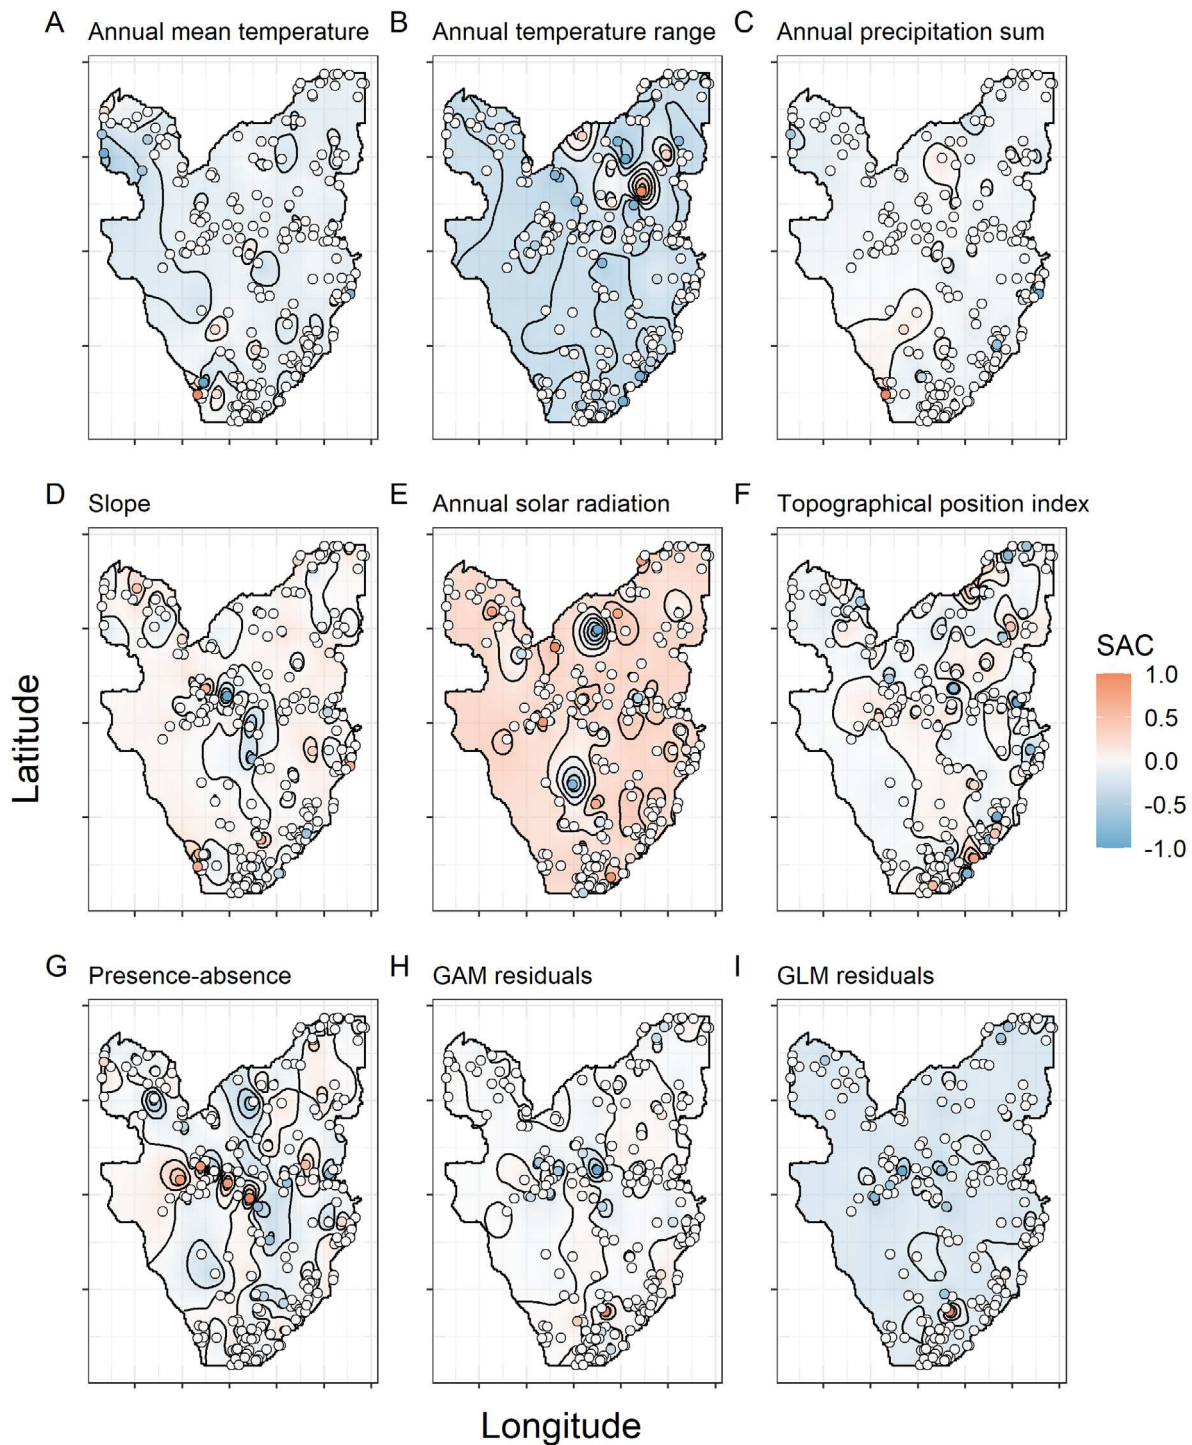 A Annual mean temperature
B Annual temperature range
C Annual precipitation sum
D Slope
E Annual solar radiation
F Topographical position index
Latitude
SAC
1.0
0.5
0.0
-0.5
-1.0
G Presence-absence
H GAM residuals
I GLM residuals
Longitude